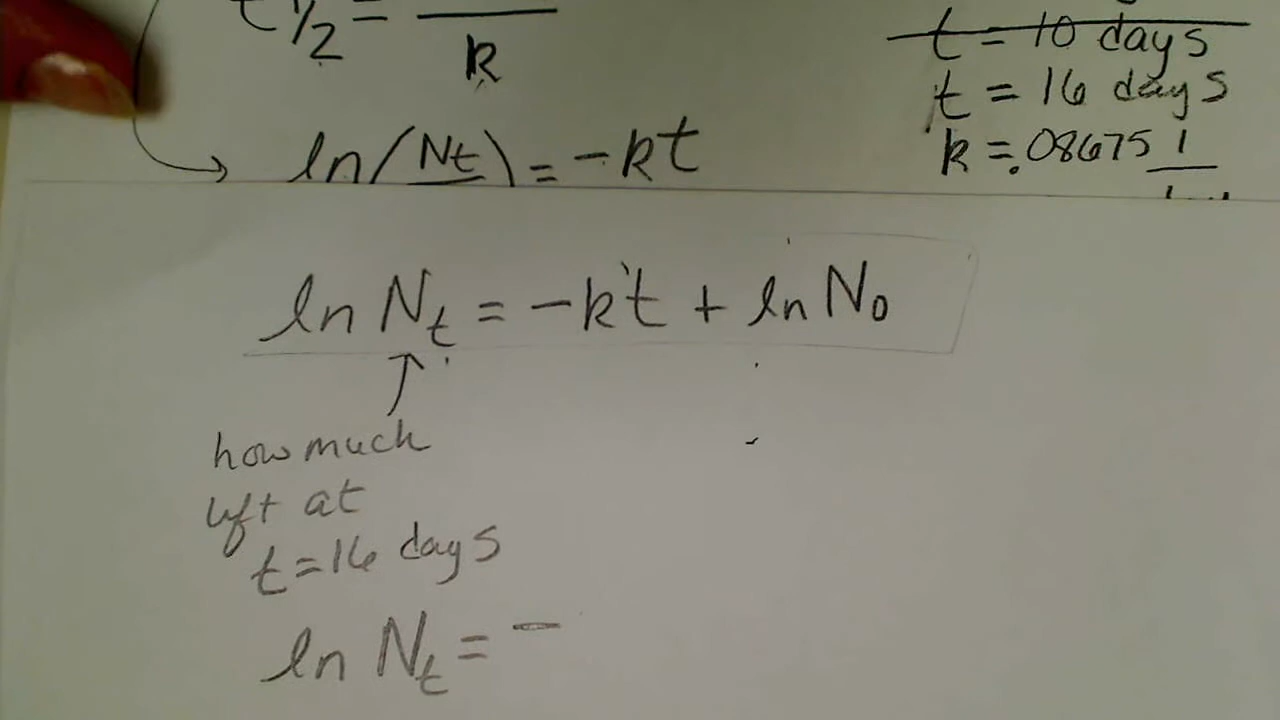 t 1/2 = — / k
t = 10 days
t = 16 days
k = .08675 1
ln(Nt) = -kt
ln Nt = -kt + ln N0
how much
left at
t = 16 days
ln Nt = -